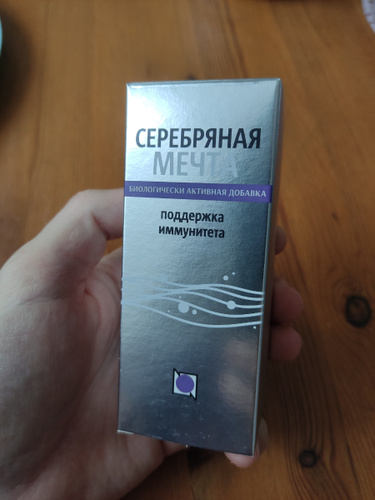 СЕРЕБРЯНАЯ
МЕЧТА
БИОЛОГИЧЕСКИ АКТИВНАЯ ДОБАВКА
поддержка
иммунитета